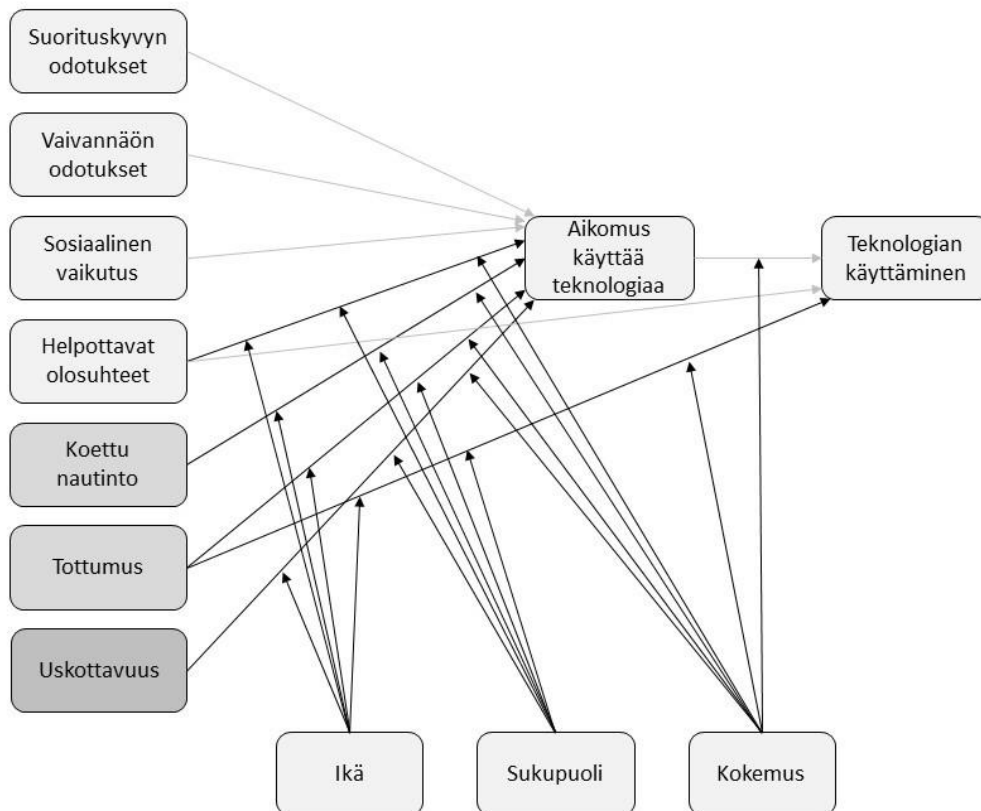 Suorituskyvyn
odotukset
Vaivannäön
odotukset
Sosiaalinen
vaikutus
Helpottavat
olosuhteet
Koettu
nautinto
Tottumus
Uskottavuus
Aikomus
käyttää
teknologiaa
Teknologian
käyttäminen
Ikä
Sukupuoli
Kokemus